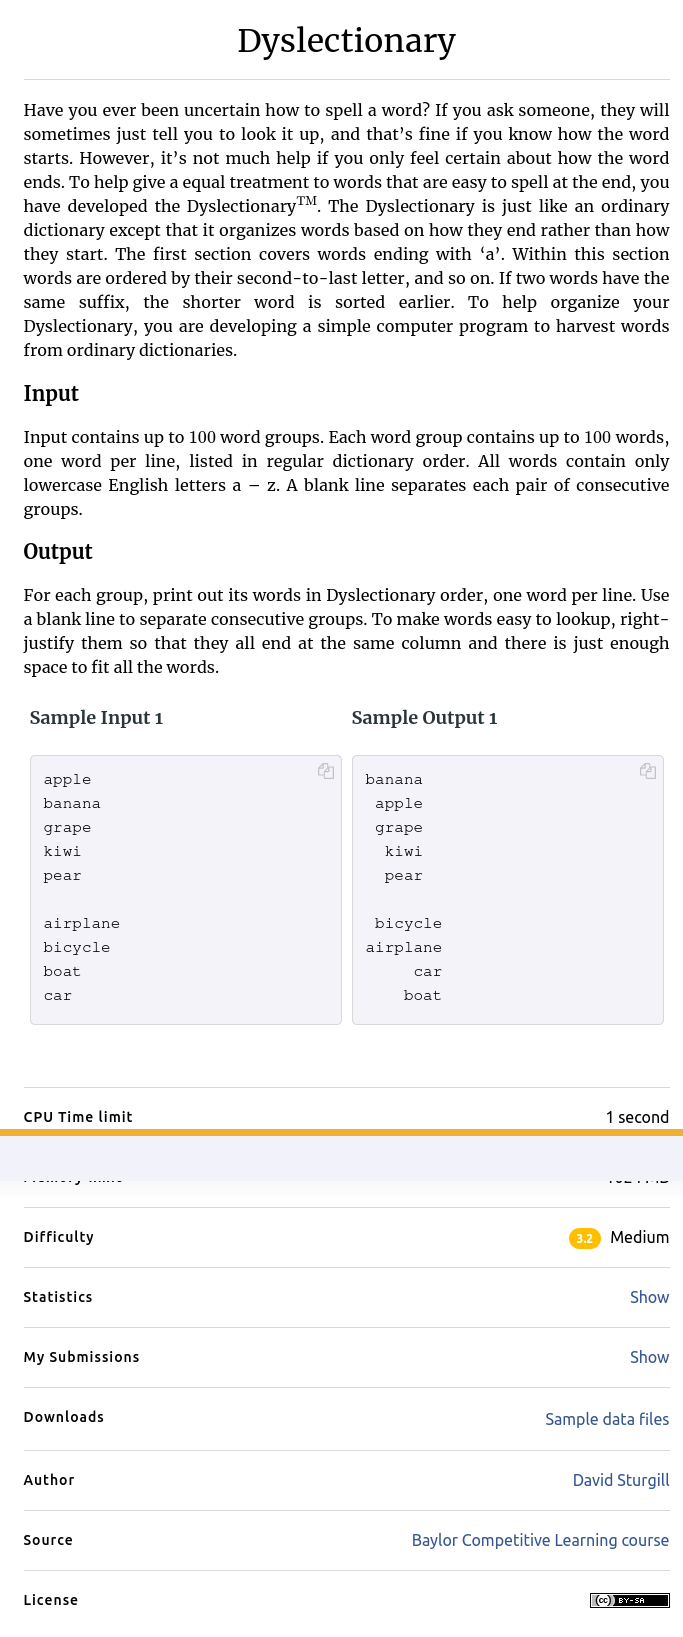 Dyslectionary
Have you ever been uncertain how to spell a word? If you ask someone, they will
sometimes just tell you to look it up, and that’s fine if you know how the word
starts. However, it’s not much help if you only feel certain about how the word
ends. To help give a equal treatment to words that are easy to spell at the end, you
have developed the Dyslectionary™. The Dyslectionary is just like an ordinary
dictionary except that it organizes words based on how they end rather than how
they start. The first section covers words ending with ‘a’. Within this section
words are ordered by their second-to-last letter, and so on. If two words have the
same suffix, the shorter word is sorted earlier. To help organize your
Dyslectionary, you are developing a simple computer program to harvest words
from ordinary dictionaries.
Input
Input contains up to 100 word groups. Each word group contains up to 100 words,
one word per line, listed in regular dictionary order. All words contain only
lowercase English letters a – z. A blank line separates each pair of consecutive
groups.
Output
For each group, print out its words in Dyslectionary order, one word per line. Use
a blank line to separate consecutive groups. To make words easy to lookup, right-
justify them so that they all end at the same column and there is just enough
space to fit all the words.
Sample Input 1
apple
banana
grape
kiwi
pear

airplane
bicycle
boat
car
Sample Output 1
banana
 apple
 grape
  kiwi
  pear

 bicycle
airplane
     car
    boat
CPU Time limit 1 second
Difficulty 3.2 Medium
Statistics Show
My Submissions Show
Downloads Sample data files
Author David Sturgill
Source Baylor Competitive Learning course
License (cc) BY-SA